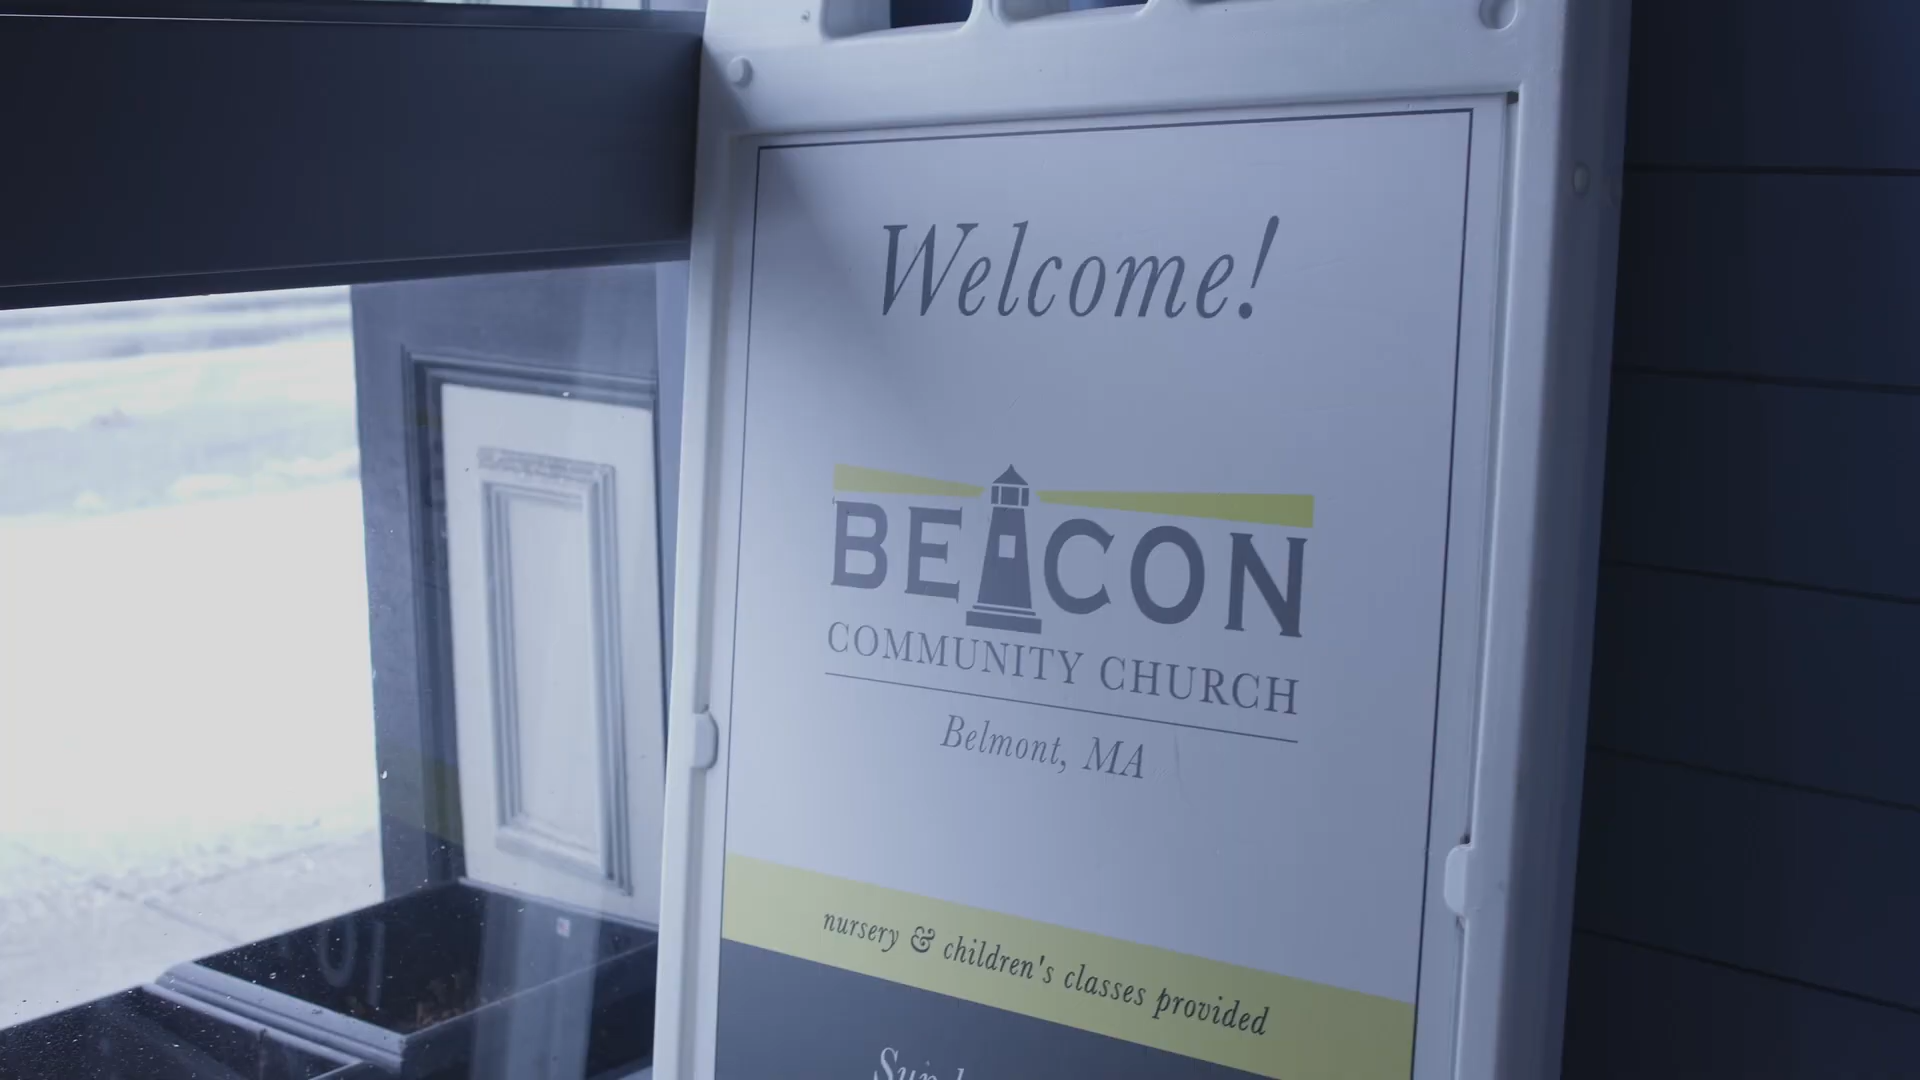 Welcome!
BEACON
COMMUNITY CHURCH
Belmont, MA
nursery & children's classes provided